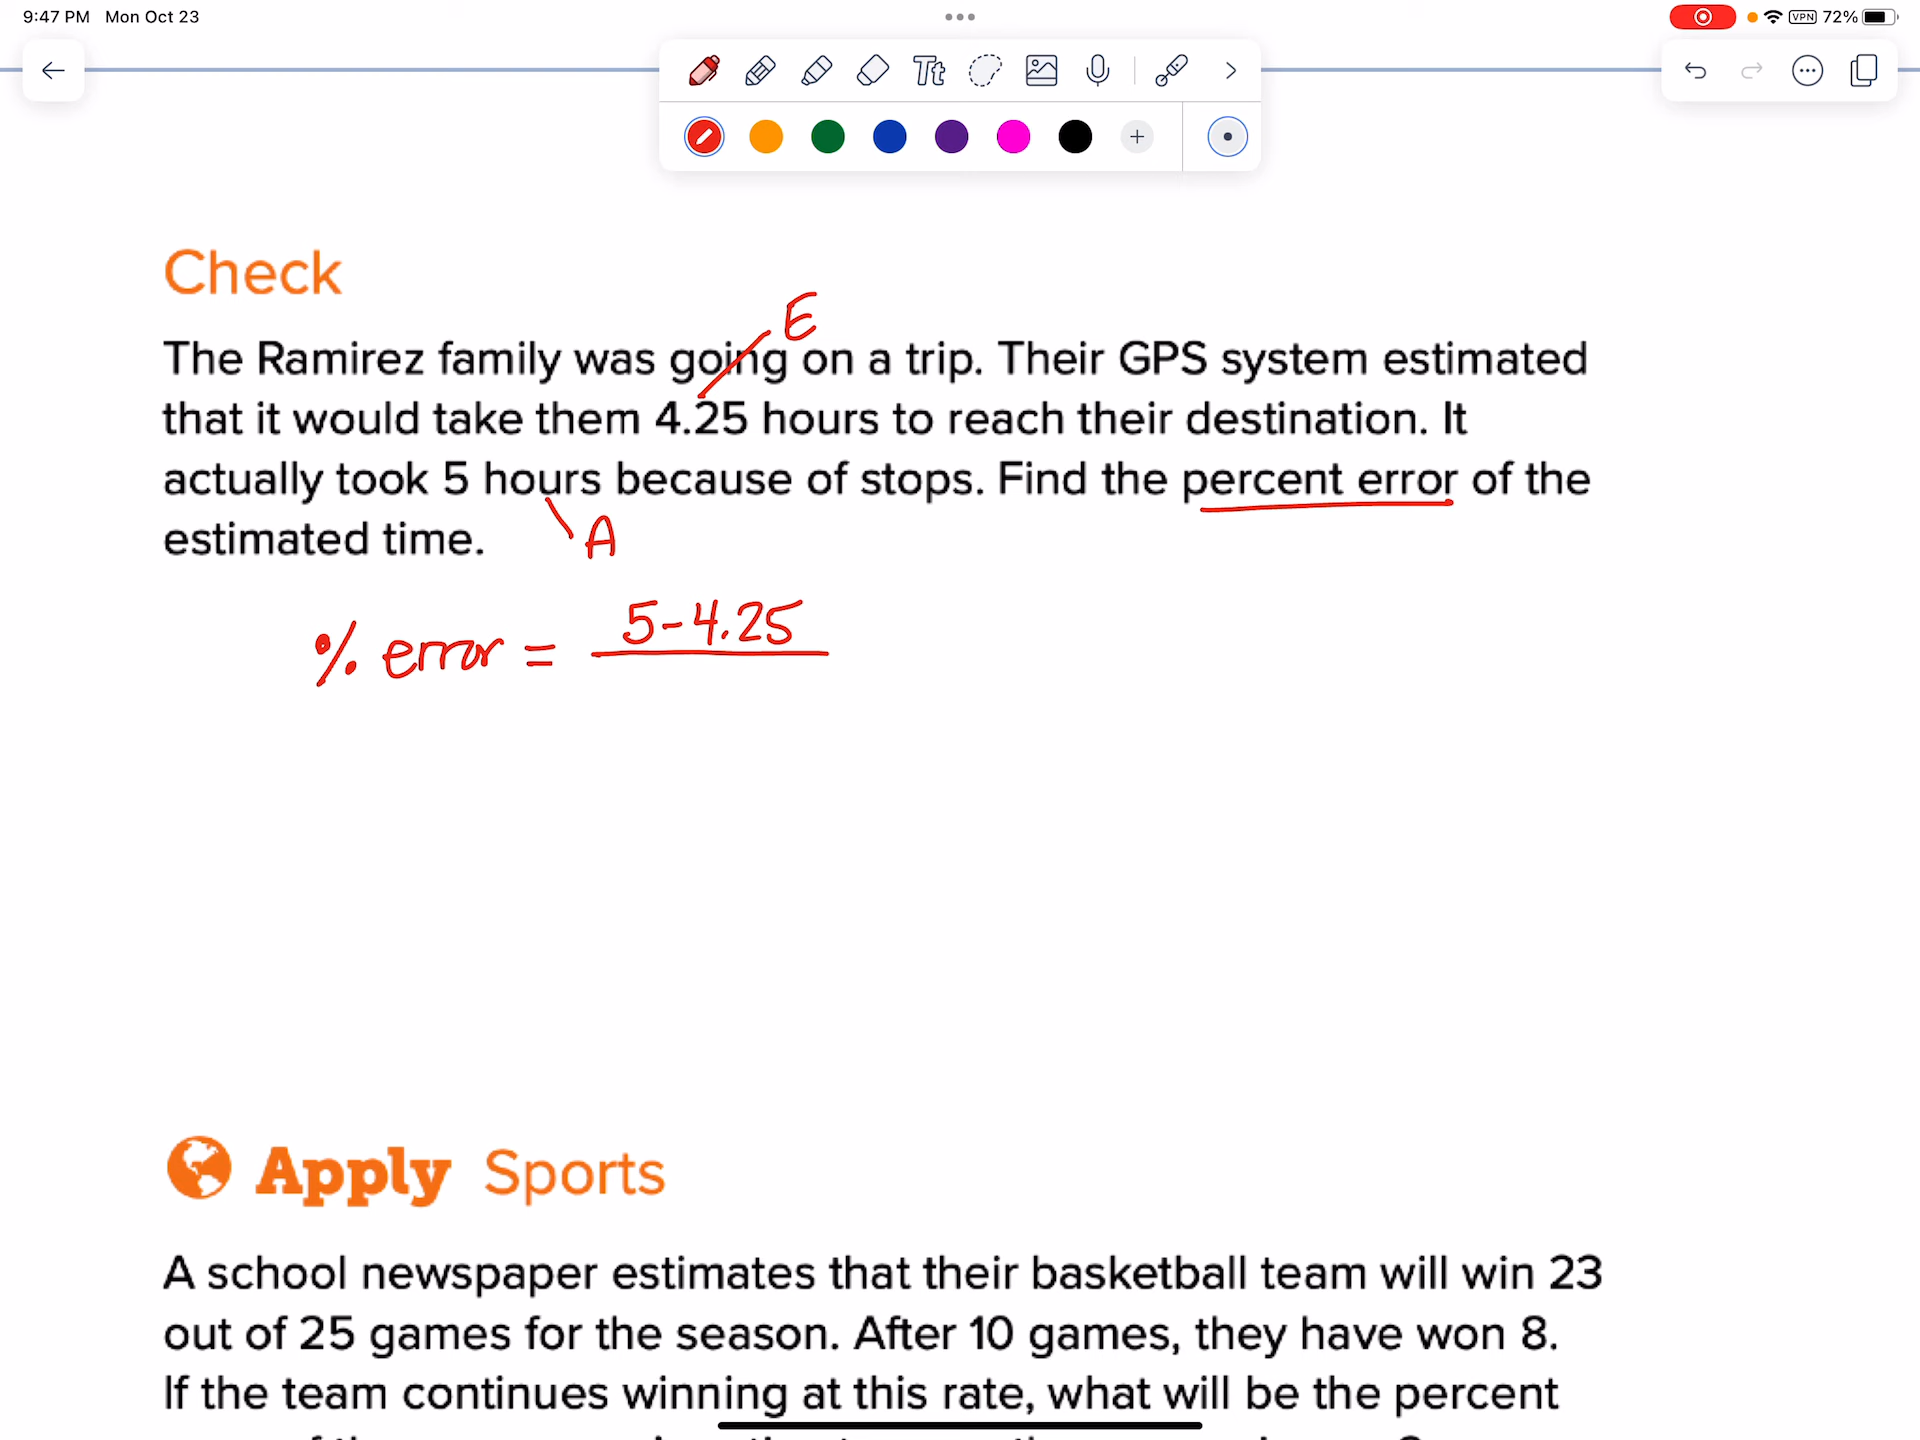 9:47 PM Mon Oct 23
VPN 72%
Tt
Check
E
The Ramirez family was going on a trip. Their GPS system estimated
that it would take them 4.25 hours to reach their destination. It
actually took 5 hours because of stops. Find the percent error of the
estimated time.
A
% error = 5-4.25
Apply Sports
A school newspaper estimates that their basketball team will win 23
out of 25 games for the season. After 10 games, they have won 8.
If the team continues winning at this rate, what will be the percent